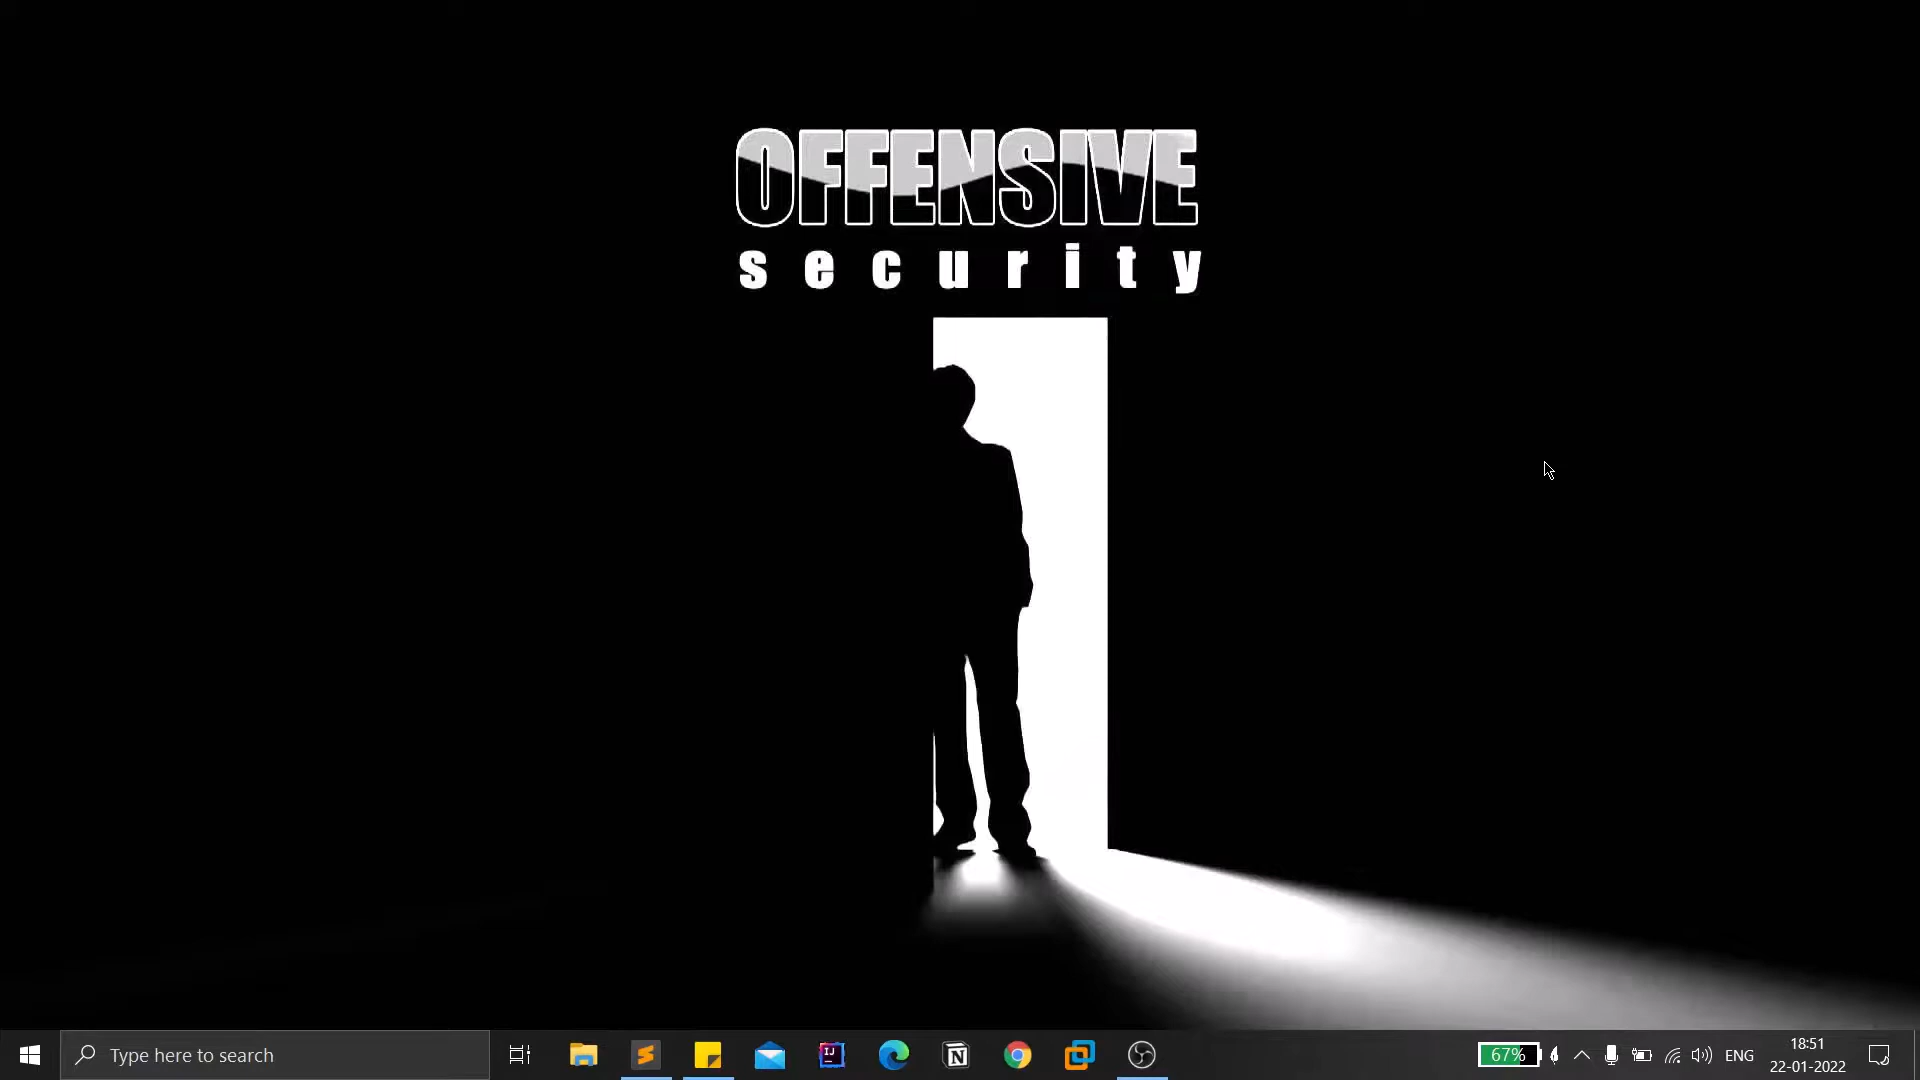 OFFENSIVE
security
Type here to search
67%
ENG
18:51
22-01-2022